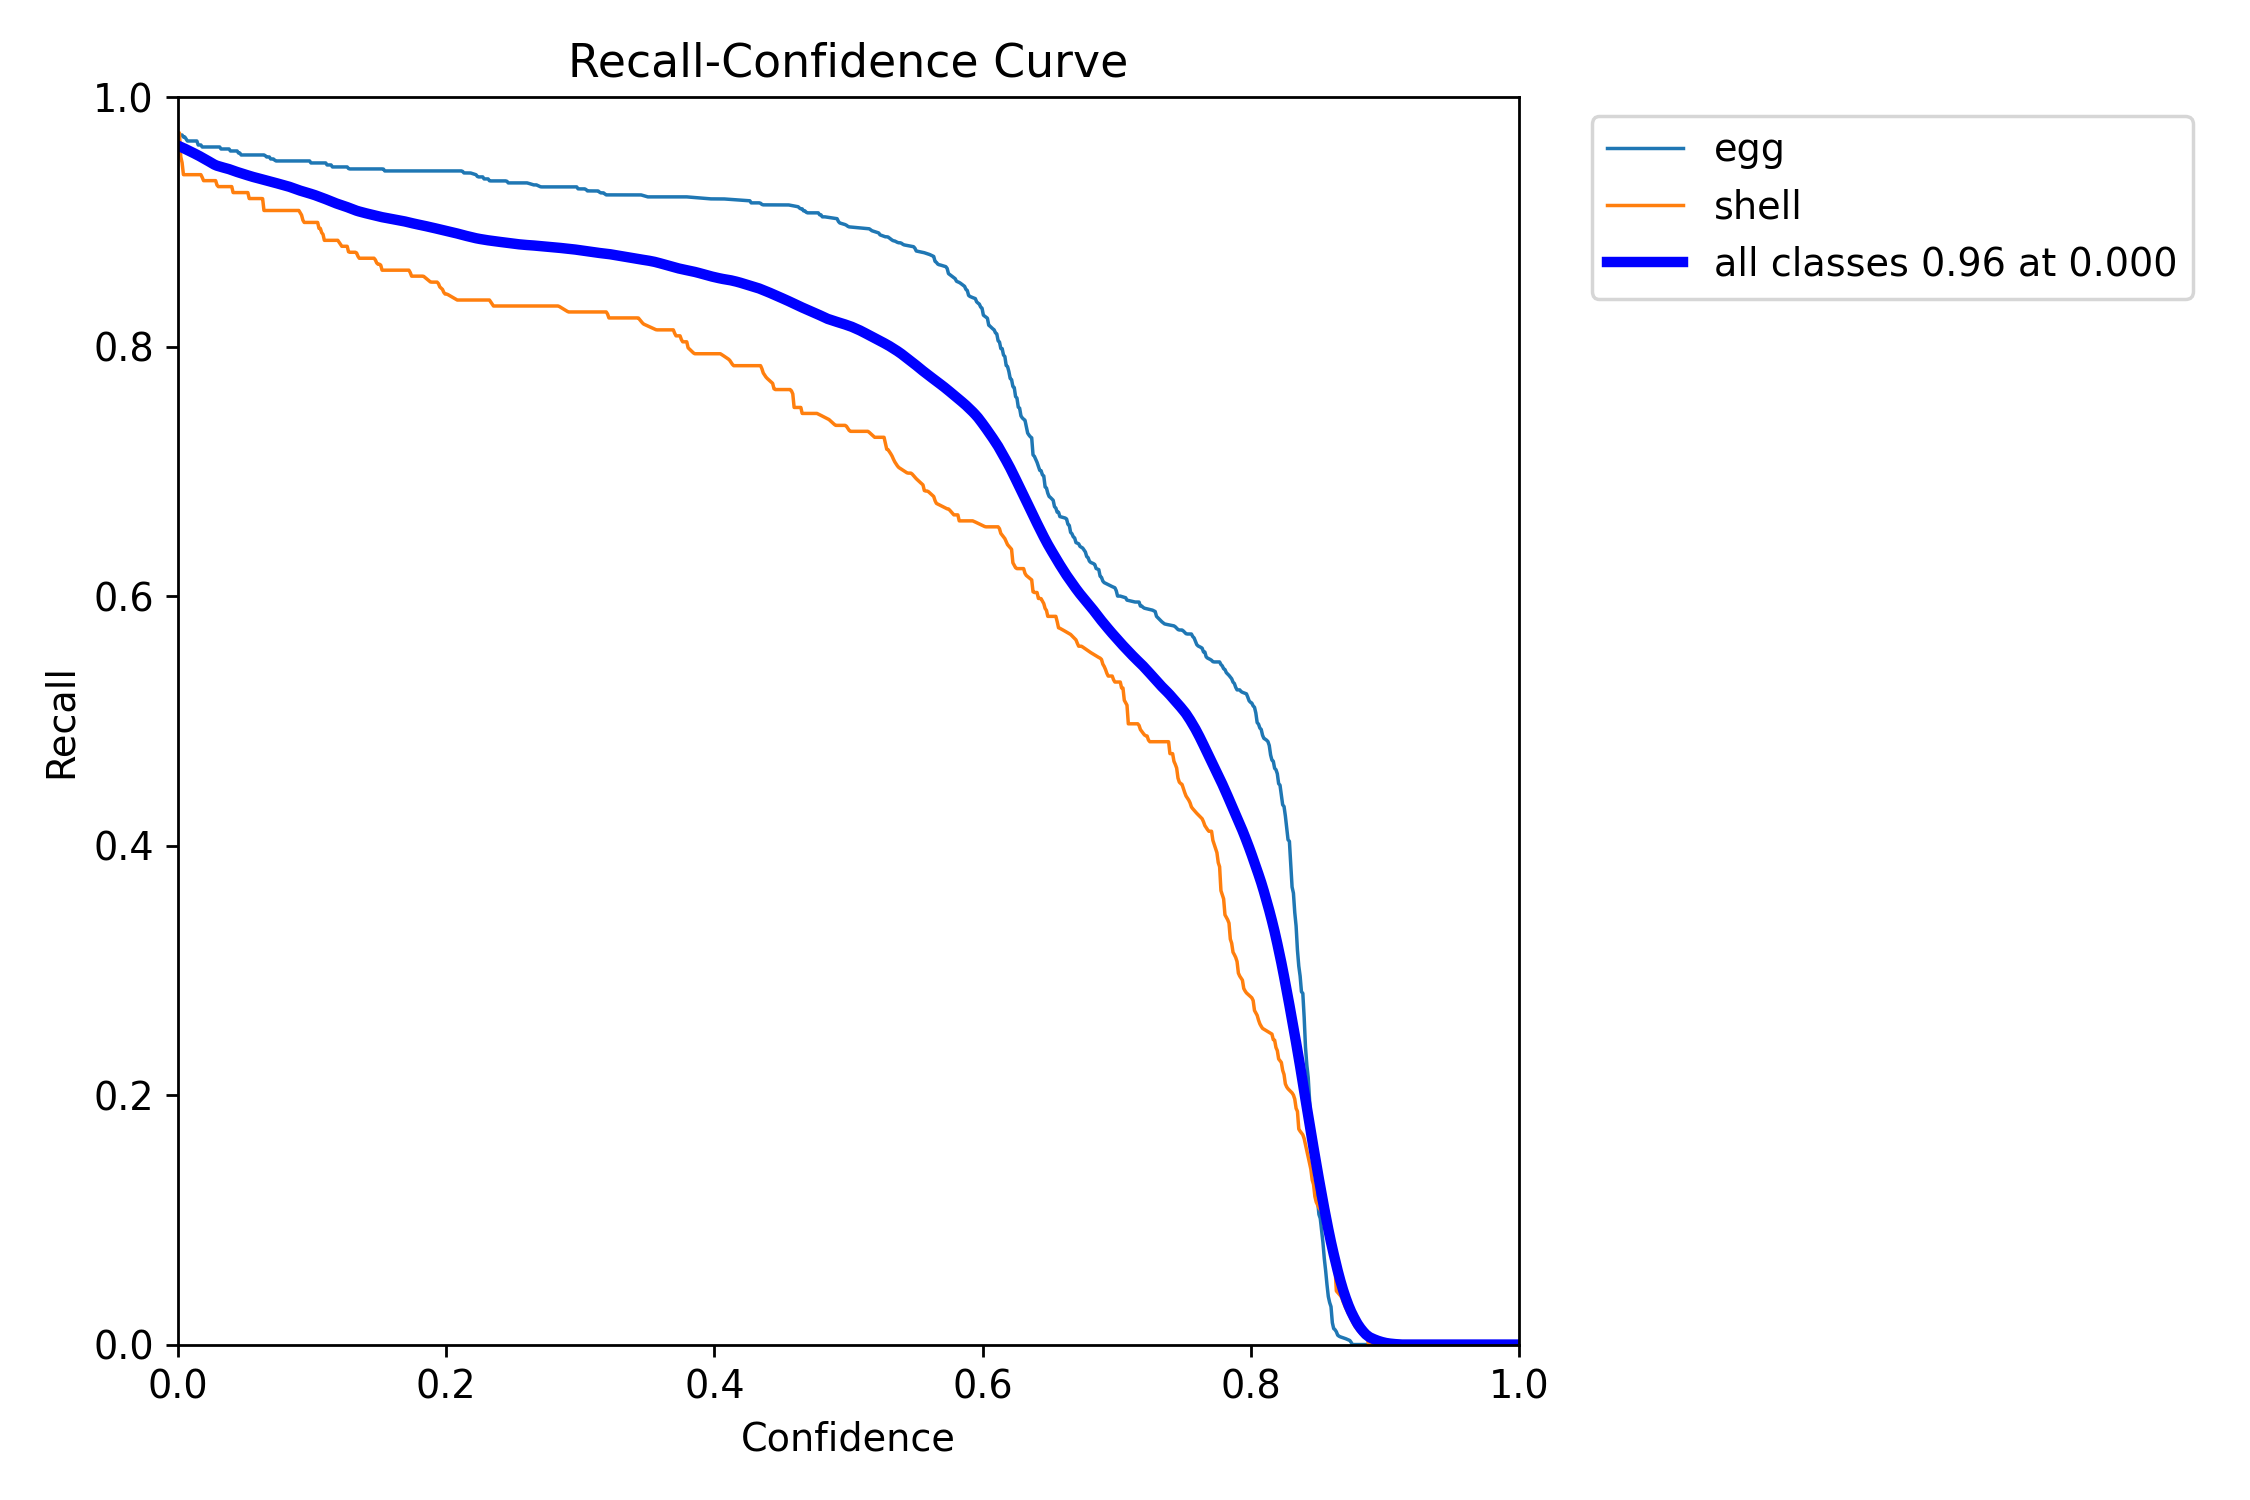 Recall-Confidence Curve
1.0
0.8
0.6
0.4
0.2
0.0
Recall
0.0 0.2 0.4 0.6 0.8 1.0
Confidence
egg
shell
all classes 0.96 at 0.000